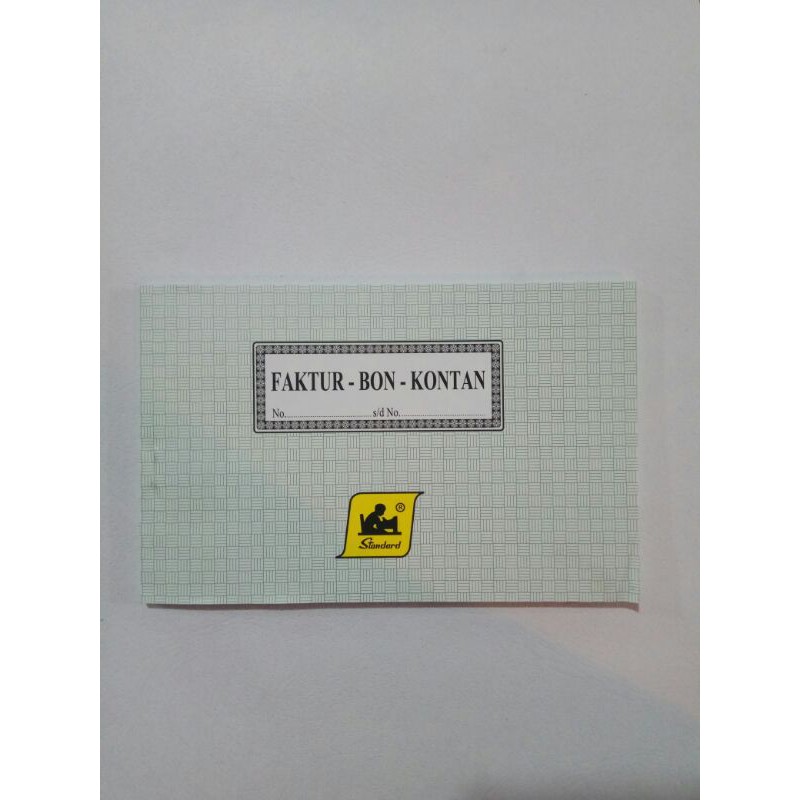 FAKTUR - BON - KONTAN
No..............................s/d No..............................
®
Standard